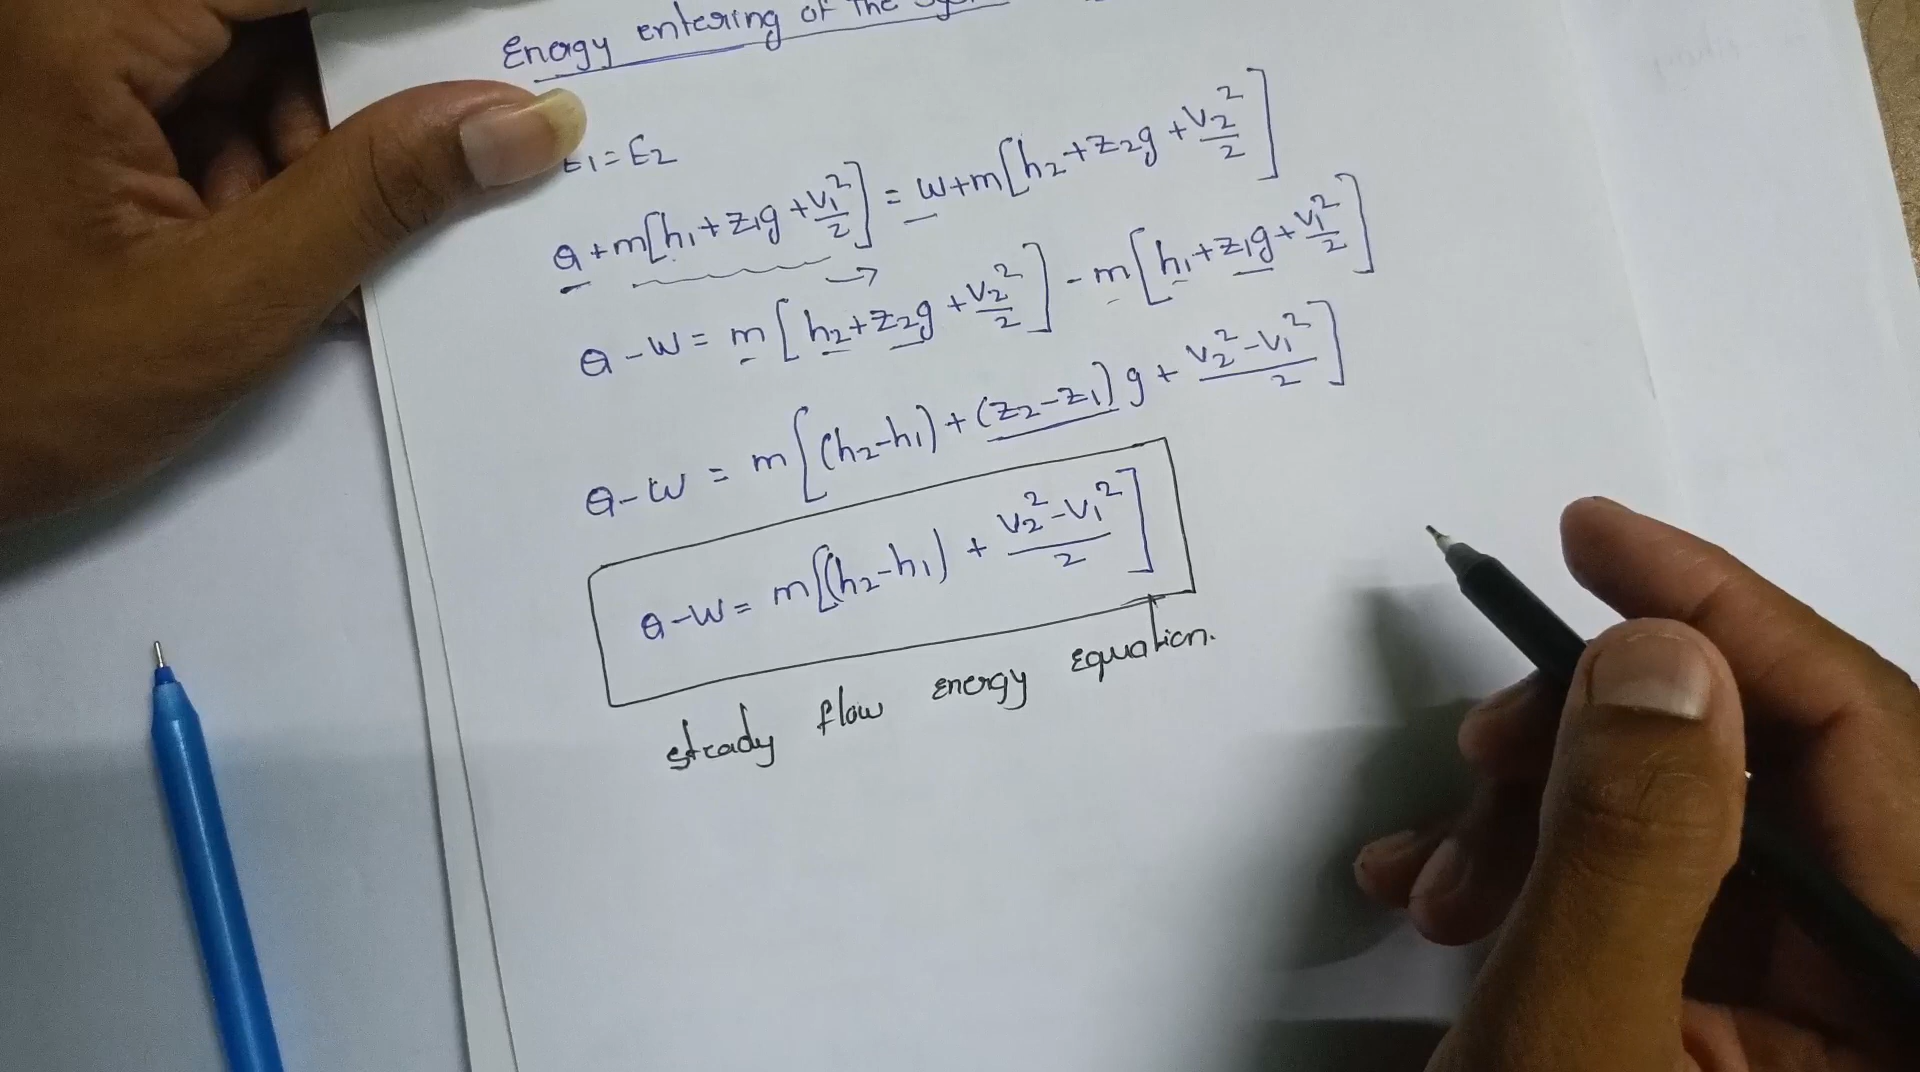 Energy entering of the
E1 = E2
Q + m[h₁ + z₁g + V₁²/2] = W + m[h₂ + z₂g + V₂²/2]
Q - W = m[h₂ + z₂g + V₂²/2] - m[h₁ + z₁g + V₁²/2]
Q - W = m[(h₂-h₁) + (z₂-z₁)g + V₂²-V₁²/2]
Q - W = m[(h₂-h₁) + V₂²-V₁²/2]
steady flow energy equation.